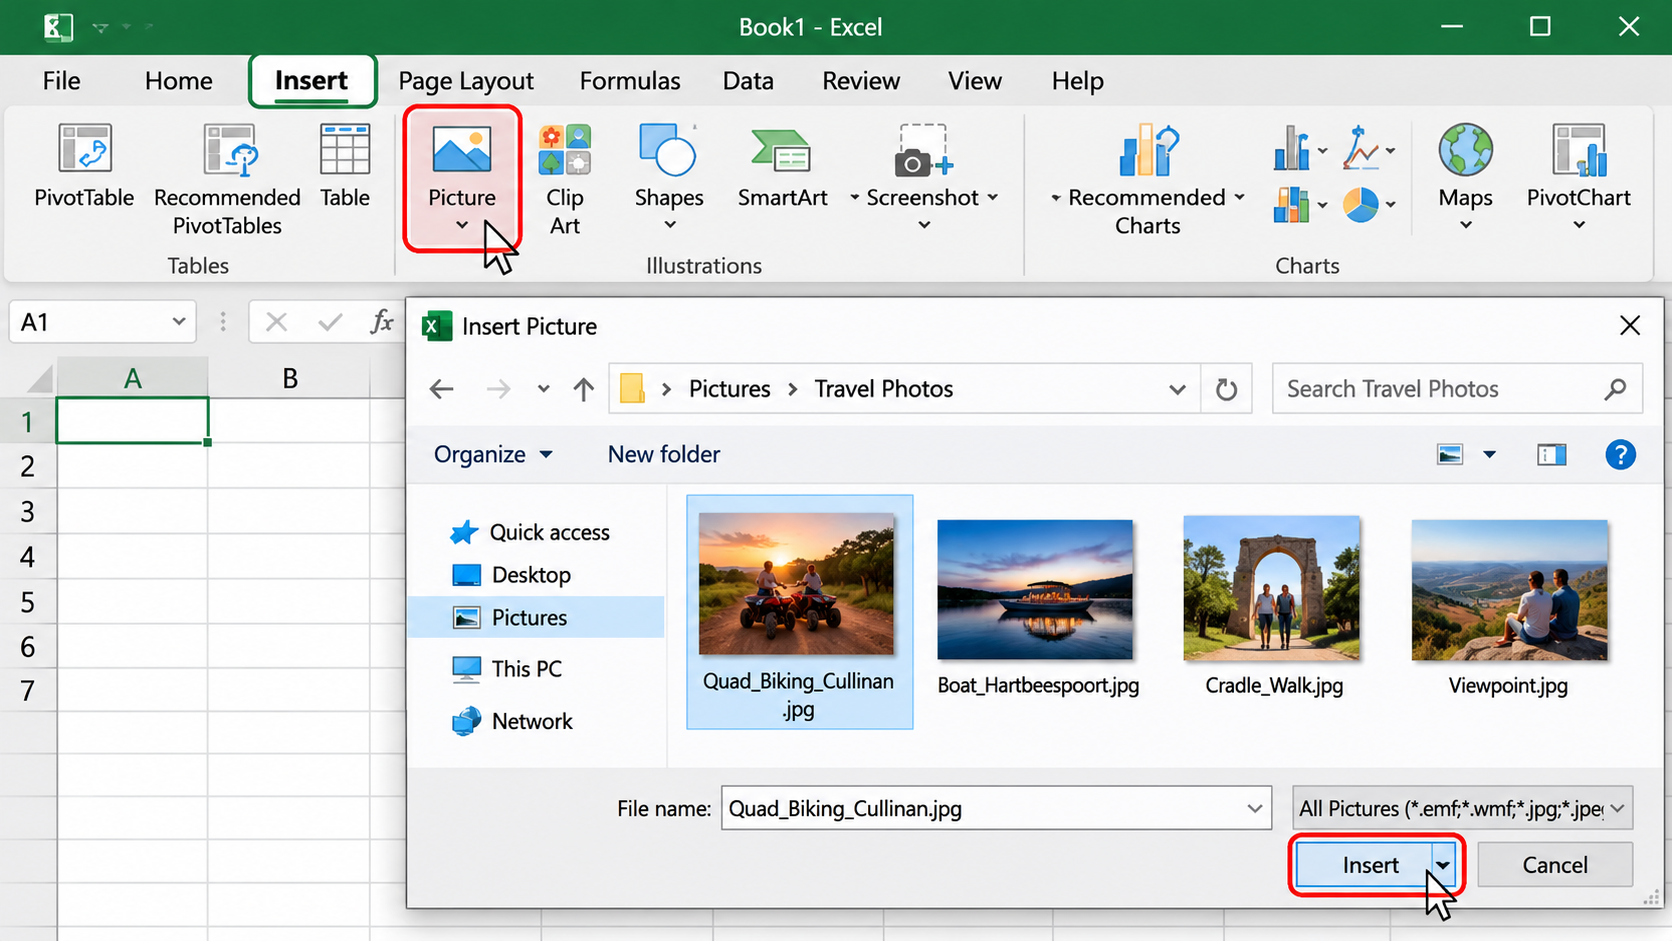 Book1 - Excel
File Home Insert Page Layout Formulas Data Review View Help
PivotTable
Recommended
PivotTables
Table
Tables
Picture
Clip
Art
Shapes
SmartArt
Screenshot
Illustrations
Recommended
Charts
Maps
PivotChart
Charts
A1
fx
A B
1
2
3
4
5
6
7
Insert Picture
Pictures > Travel Photos
Search Travel Photos
Organize
New folder
?
Quick access
Desktop
Pictures
This PC
Network
Quad_Biking_Cullinan
.jpg
Boat_Hartbeespoort.jpg
Cradle_Walk.jpg
Viewpoint.jpg
File name: Quad_Biking_Cullinan.jpg
All Pictures (*.emf;*.wmf;*.jpg;*.jpe
Insert
Cancel